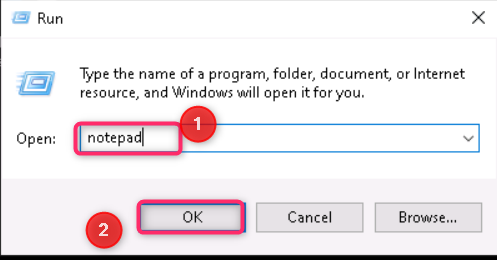 Run
Type the name of a program, folder, document, or Internet
resource, and Windows will open it for you.
1
Open: notepad
2
OK Cancel Browse...